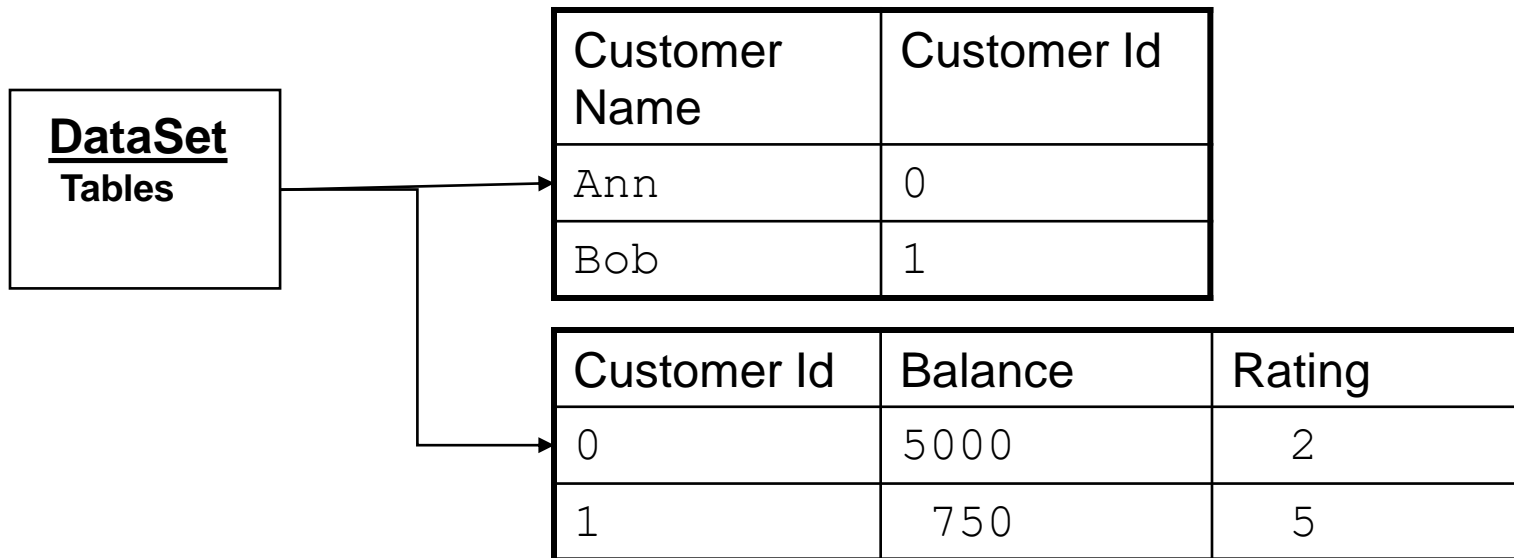 DataSet
Tables
Customer Name Customer Id
Ann 0
Bob 1
Customer Id Balance Rating
0 5000 2
1 750 5